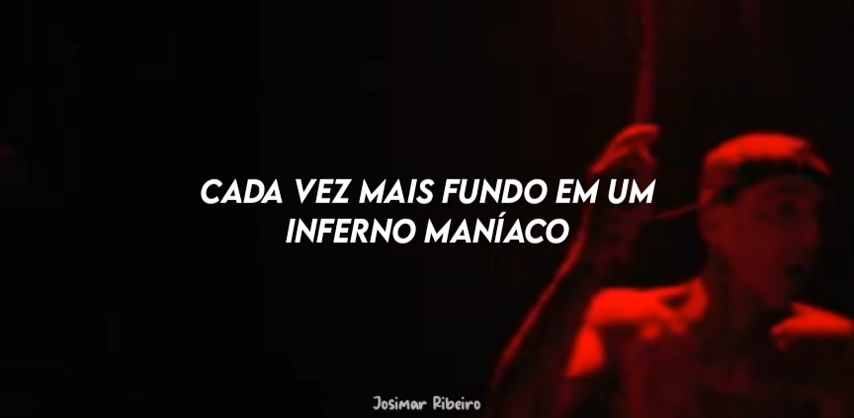 CADA VEZ MAIS FUNDO EM UM
INFERNO MANÍACO
Josimar Ribeiro